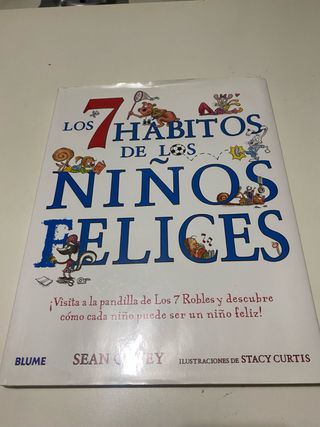 LOS 7 HÁBITOS
DE LOS
NIÑOS
FELICES
¡Visita a la pandilla de Los 7 Robles y descubre
cómo cada niño puede ser un niño feliz!
BLUME SEAN ILUSTRACIONES DE STACY CURTIS